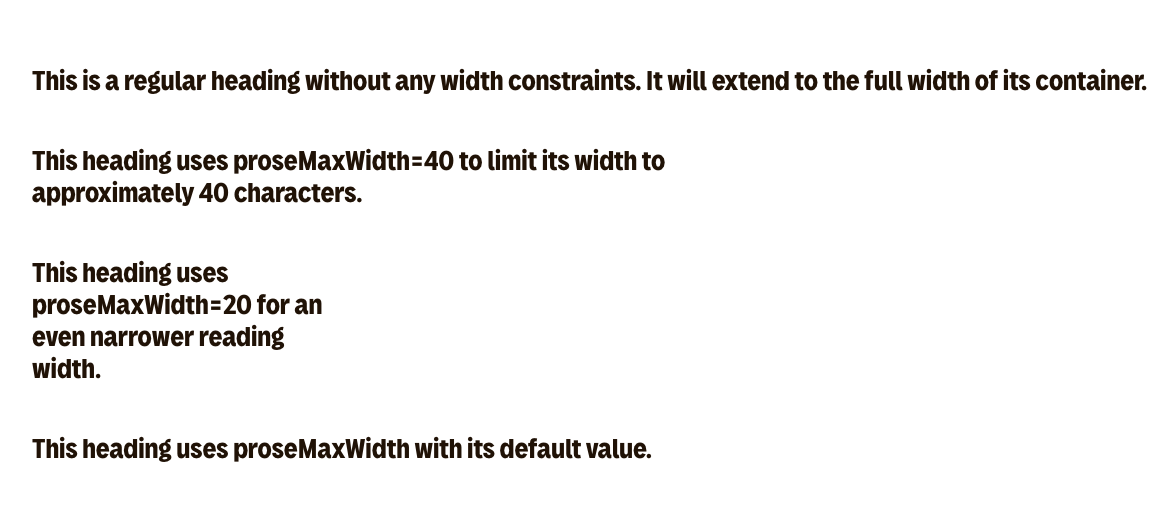 This is a regular heading without any width constraints. It will extend to the full width of its container.
This heading uses proseMaxWidth=40 to limit its width to
approximately 40 characters.
This heading uses
proseMaxWidth=20 for an
even narrower reading
width.
This heading uses proseMaxWidth with its default value.